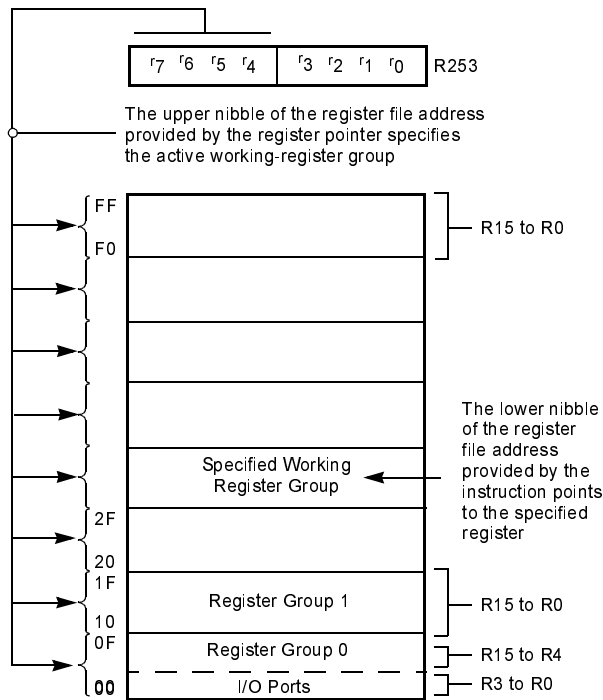 r7 r6 r5 r4 r3 r2 r1 r0 R253
The upper nibble of the register file address
provided by the register pointer specifies
the active working-register group
FF
R15 to R0
F0
The lower nibble
of the register
file address
provided by the
instruction points
to the specified
register
Specified Working
Register Group
2F
20
1F
Register Group 1
R15 to R0
10
0F
Register Group 0
R15 to R4
I/O Ports
R3 to R0
00